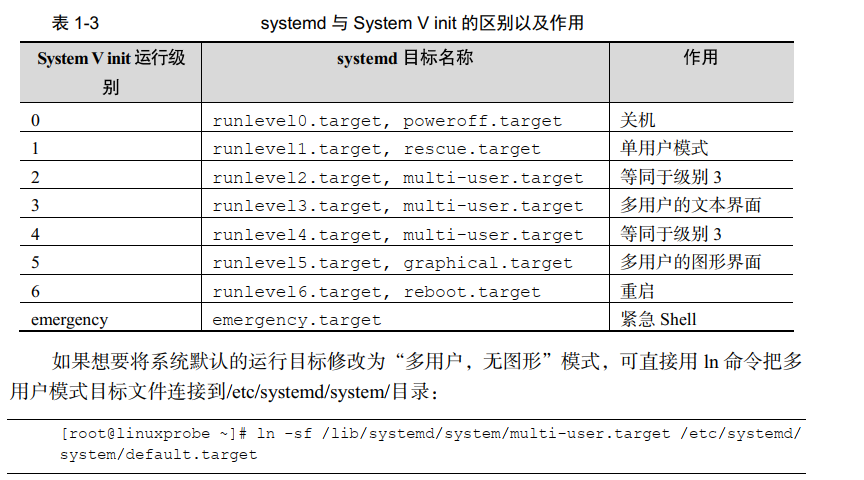 表 1-3 systemd 与 System V init 的区别以及作用
System V init 运行级别 systemd 目标名称 作用
0 runlevel0.target, poweroff.target 关机
1 runlevel1.target, rescue.target 单用户模式
2 runlevel2.target, multi-user.target 等同于级别 3
3 runlevel3.target, multi-user.target 多用户的文本界面
4 runlevel4.target, multi-user.target 等同于级别 3
5 runlevel5.target, graphical.target 多用户的图形界面
6 runlevel6.target, reboot.target 重启
emergency emergency.target 紧急 Shell
如果想要将系统默认的运行目标修改为“多用户，无图形”模式，可直接用 ln 命令把多
用户模式目标文件连接到/etc/systemd/system/目录：
[root@linuxprobe ~]# ln -sf /lib/systemd/system/multi-user.target /etc/systemd/
system/default.target